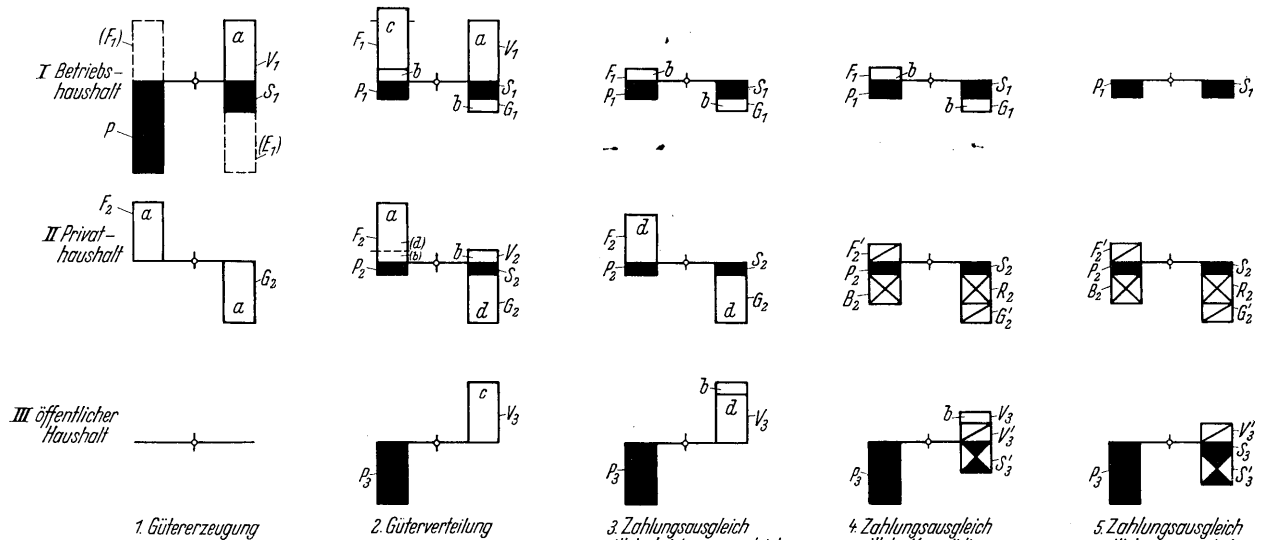 (F₁) a V₁ S₁ P (E₁)
F₁ c b P₁ a V₁ S₁ b G₁
F₁ b P₁ S₁ b G₁
F₁ b P₁ S₁ b G₁
P₁ S₁
I Betriebs-
haushalt
F₂ a G₂ a
a F₂ (d) (b) P₂ b V₂ S₂ G₂ d
d F₂ P₂ S₂ G₂ d
F₂' P₂ B₂ S₂ R₂ G₂'
F₂' P₂ B₂ S₂ R₂ G₂'
II Privat-
haushalt
c V₃ P₃
b d V₃ P₃
b V₃ V₃' S₃' P₃
V₃' S₃ S₃' P₃
III öffentlicher
Haushalt
1. Gütererzeugung
2. Güterverteilung
3. Zahlungsausgleich
4. Zahlungsausgleich
5. Zahlungsausgleich